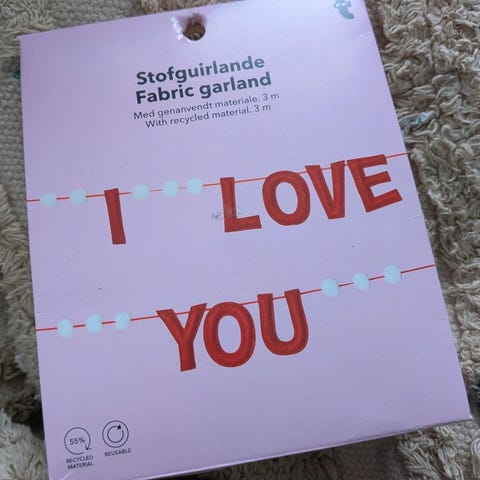 Stofguirlande
Fabric garland
Med genanvendt materiale. 3 m
With recycled material. 3 m
I LOVE
YOU
55%
RECYCLED
MATERIAL
REUSABLE